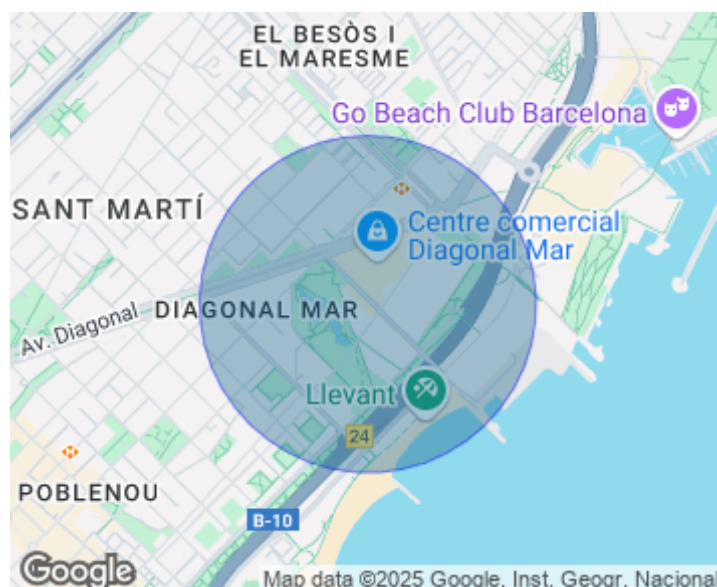 EL BESÒS I
EL MARESME
Go Beach Club Barcelona
SANT MARTÍ
Centre comercial
Diagonal Mar
DIAGONAL MAR
Av. Diagonal
Llevant
24
POBLENOU
B-10
Google
Map data ©2025 Google, Inst. Geogr. Nacional